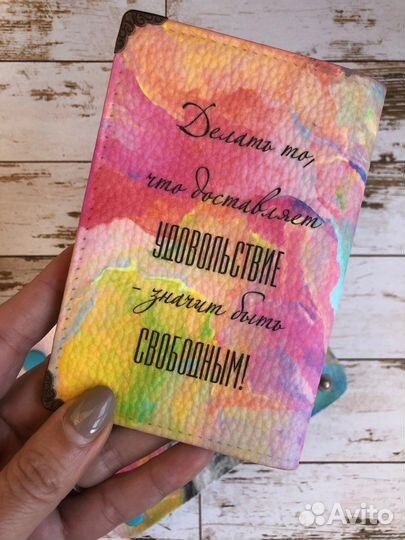 Делать то,
что доставляет
УДОВОЛЬСТВИЕ
- значит быть
СВОБОДНЫМ!
Avito